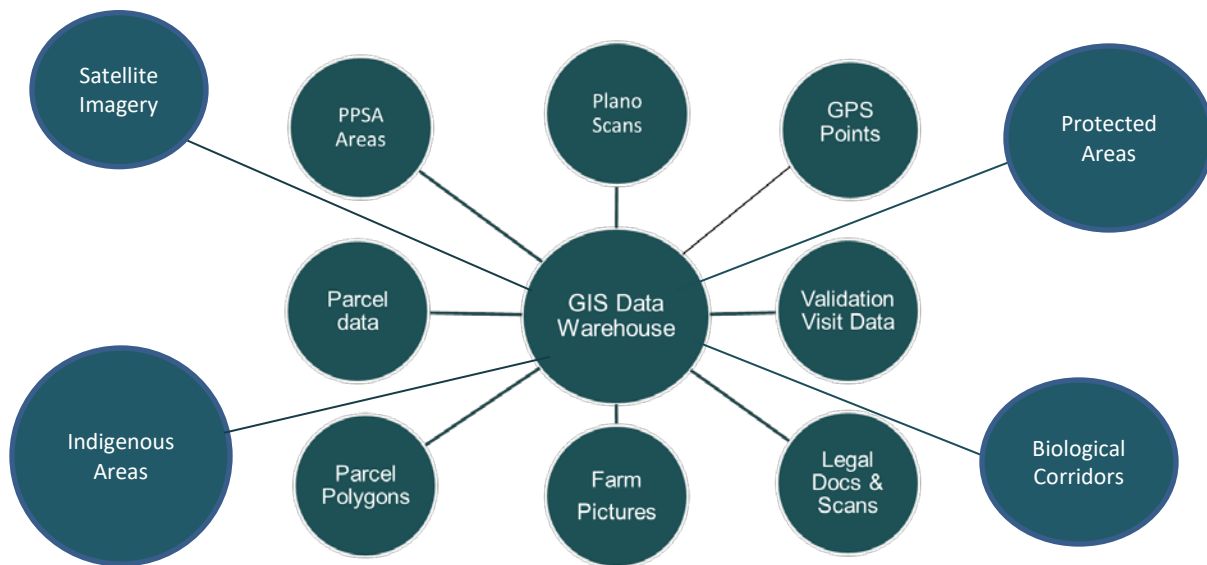 Satellite
Imagery
PPSA
Areas
Plano
Scans
GPS
Points
Protected
Areas
Parcel
data
GIS Data
Warehouse
Validation
Visit Data
Indigenous
Areas
Parcel
Polygons
Farm
Pictures
Legal
Docs &
Scans
Biological
Corridors